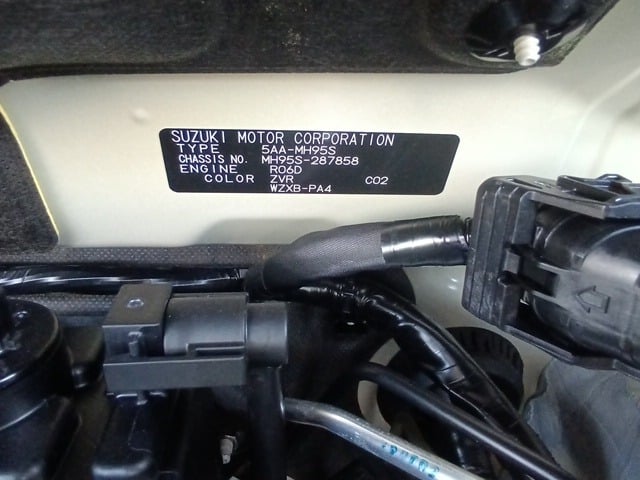 SUZUKI MOTOR CORPORATION
TYPE 5AA-MH95S
CHASSIS NO. MH95S-287858
ENGINE R06D
COLOR ZVR C02
WZXB-PA4